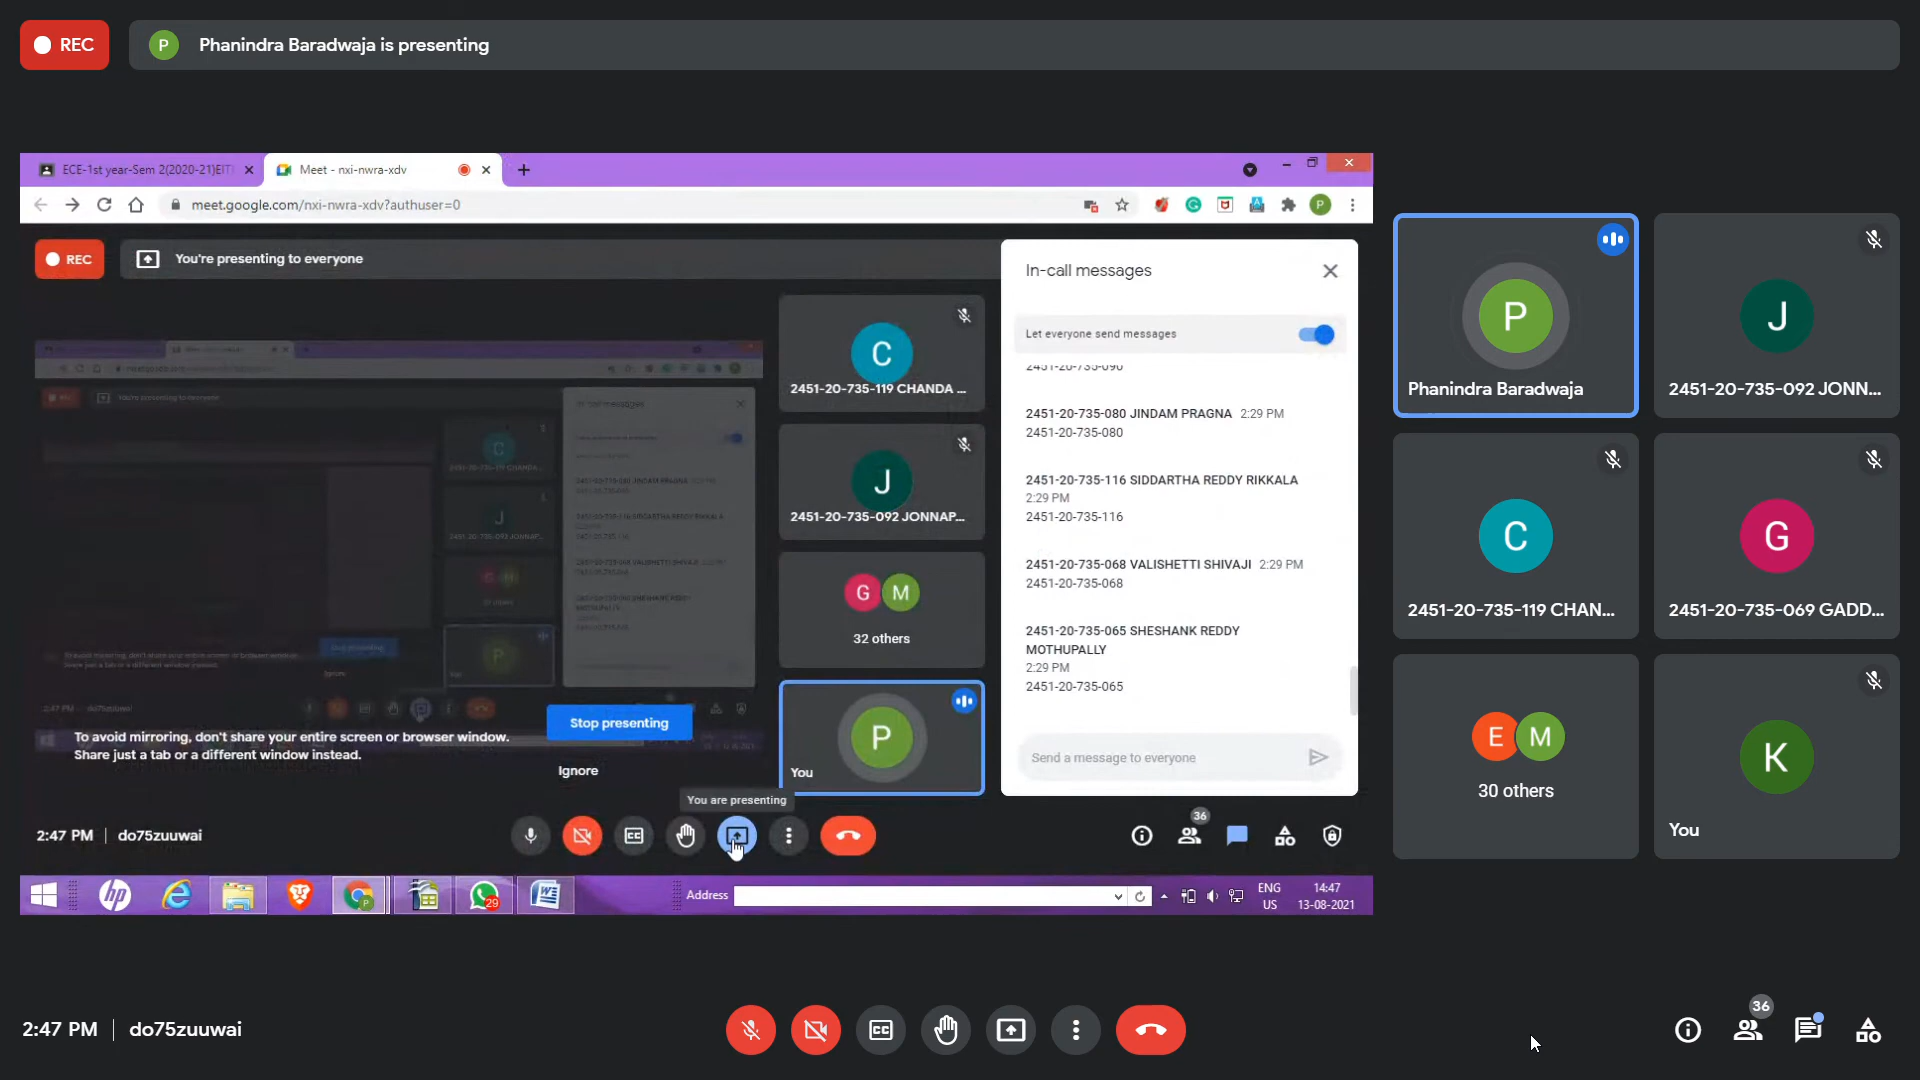 REC
P Phanindra Baradwaja is presenting
ECE-1st year-Sem 2(2020-21)EIT
Meet - nxi-nwra-xdv
meet.google.com/nxi-nwra-xdv?authuser=0
P
REC
You're presenting to everyone
In-call messages
Let everyone send messages
2451-20-735-090
2451-20-735-080 JINDAM PRAGNA 2:29 PM
2451-20-735-080
2451-20-735-116 SIDDARTHA REDDY RIKKALA
2:29 PM
2451-20-735-116
2451-20-735-068 VALISHETTI SHIVAJI 2:29 PM
2451-20-735-068
2451-20-735-065 SHESHANK REDDY
MOTHUPALLY
2:29 PM
2451-20-735-065
Send a message to everyone
C
2451-20-735-119 CHANDA ...
J
2451-20-735-092 JONNAP...
G M
32 others
P
You
To avoid mirroring, don't share your entire screen or browser window.
Share just a tab or a different window instead.
Stop presenting
Ignore
You are presenting
2:47 PM | do75zuuwai
CC
36
hp
P
29
W
Address
ENG
US
14:47
13-08-2021
P
Phanindra Baradwaja
J
2451-20-735-092 JONN...
C
2451-20-735-119 CHAN...
G
2451-20-735-069 GADD...
E M
30 others
K
You
2:47 PM | do75zuuwai
CC
36